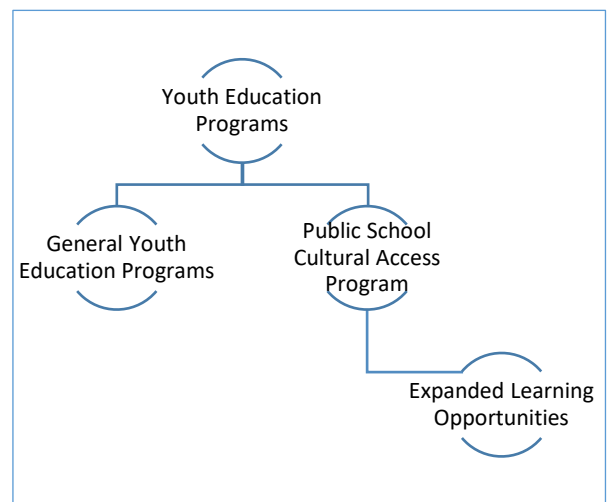 Youth Education
Programs
General Youth
Education Programs
Public School
Cultural Access
Program
Expanded Learning
Opportunities